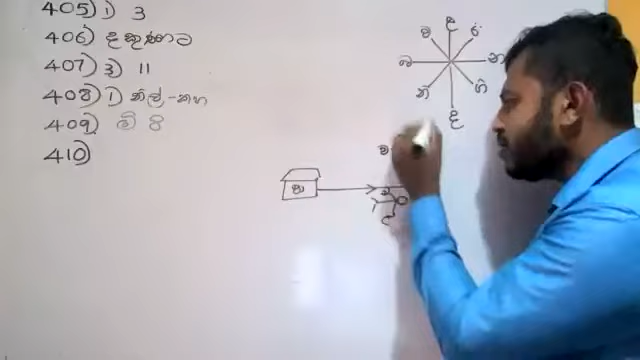 405) 1) 3
406) දකුණට
407) 3) 11
408) 1) නිල් - කහ
409) මී 8
410)
ව උ ඊ
බ න
නි ගි
ද
ව
පා